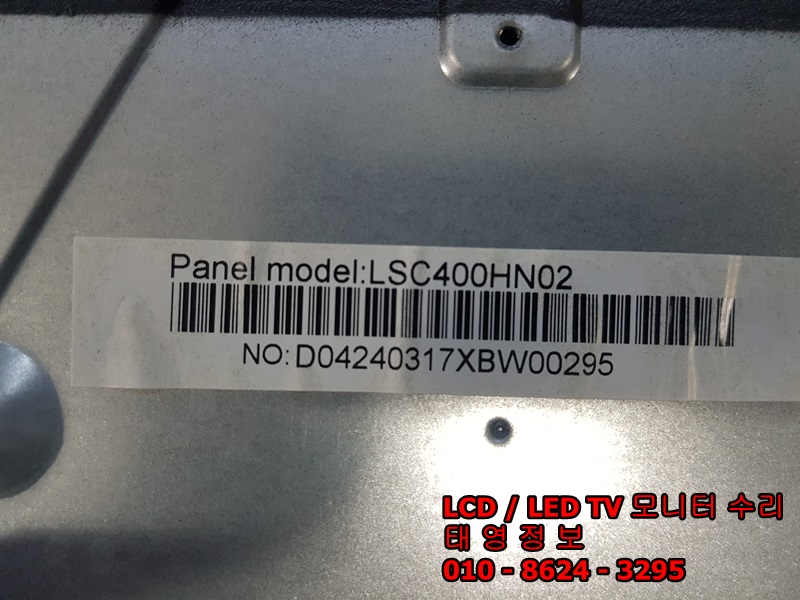 Panel model:LSC400HN02
NO:D04240317XBW00295
LCD / LED TV 모니터 수리
태 영 정 보
010 - 8624 - 3295